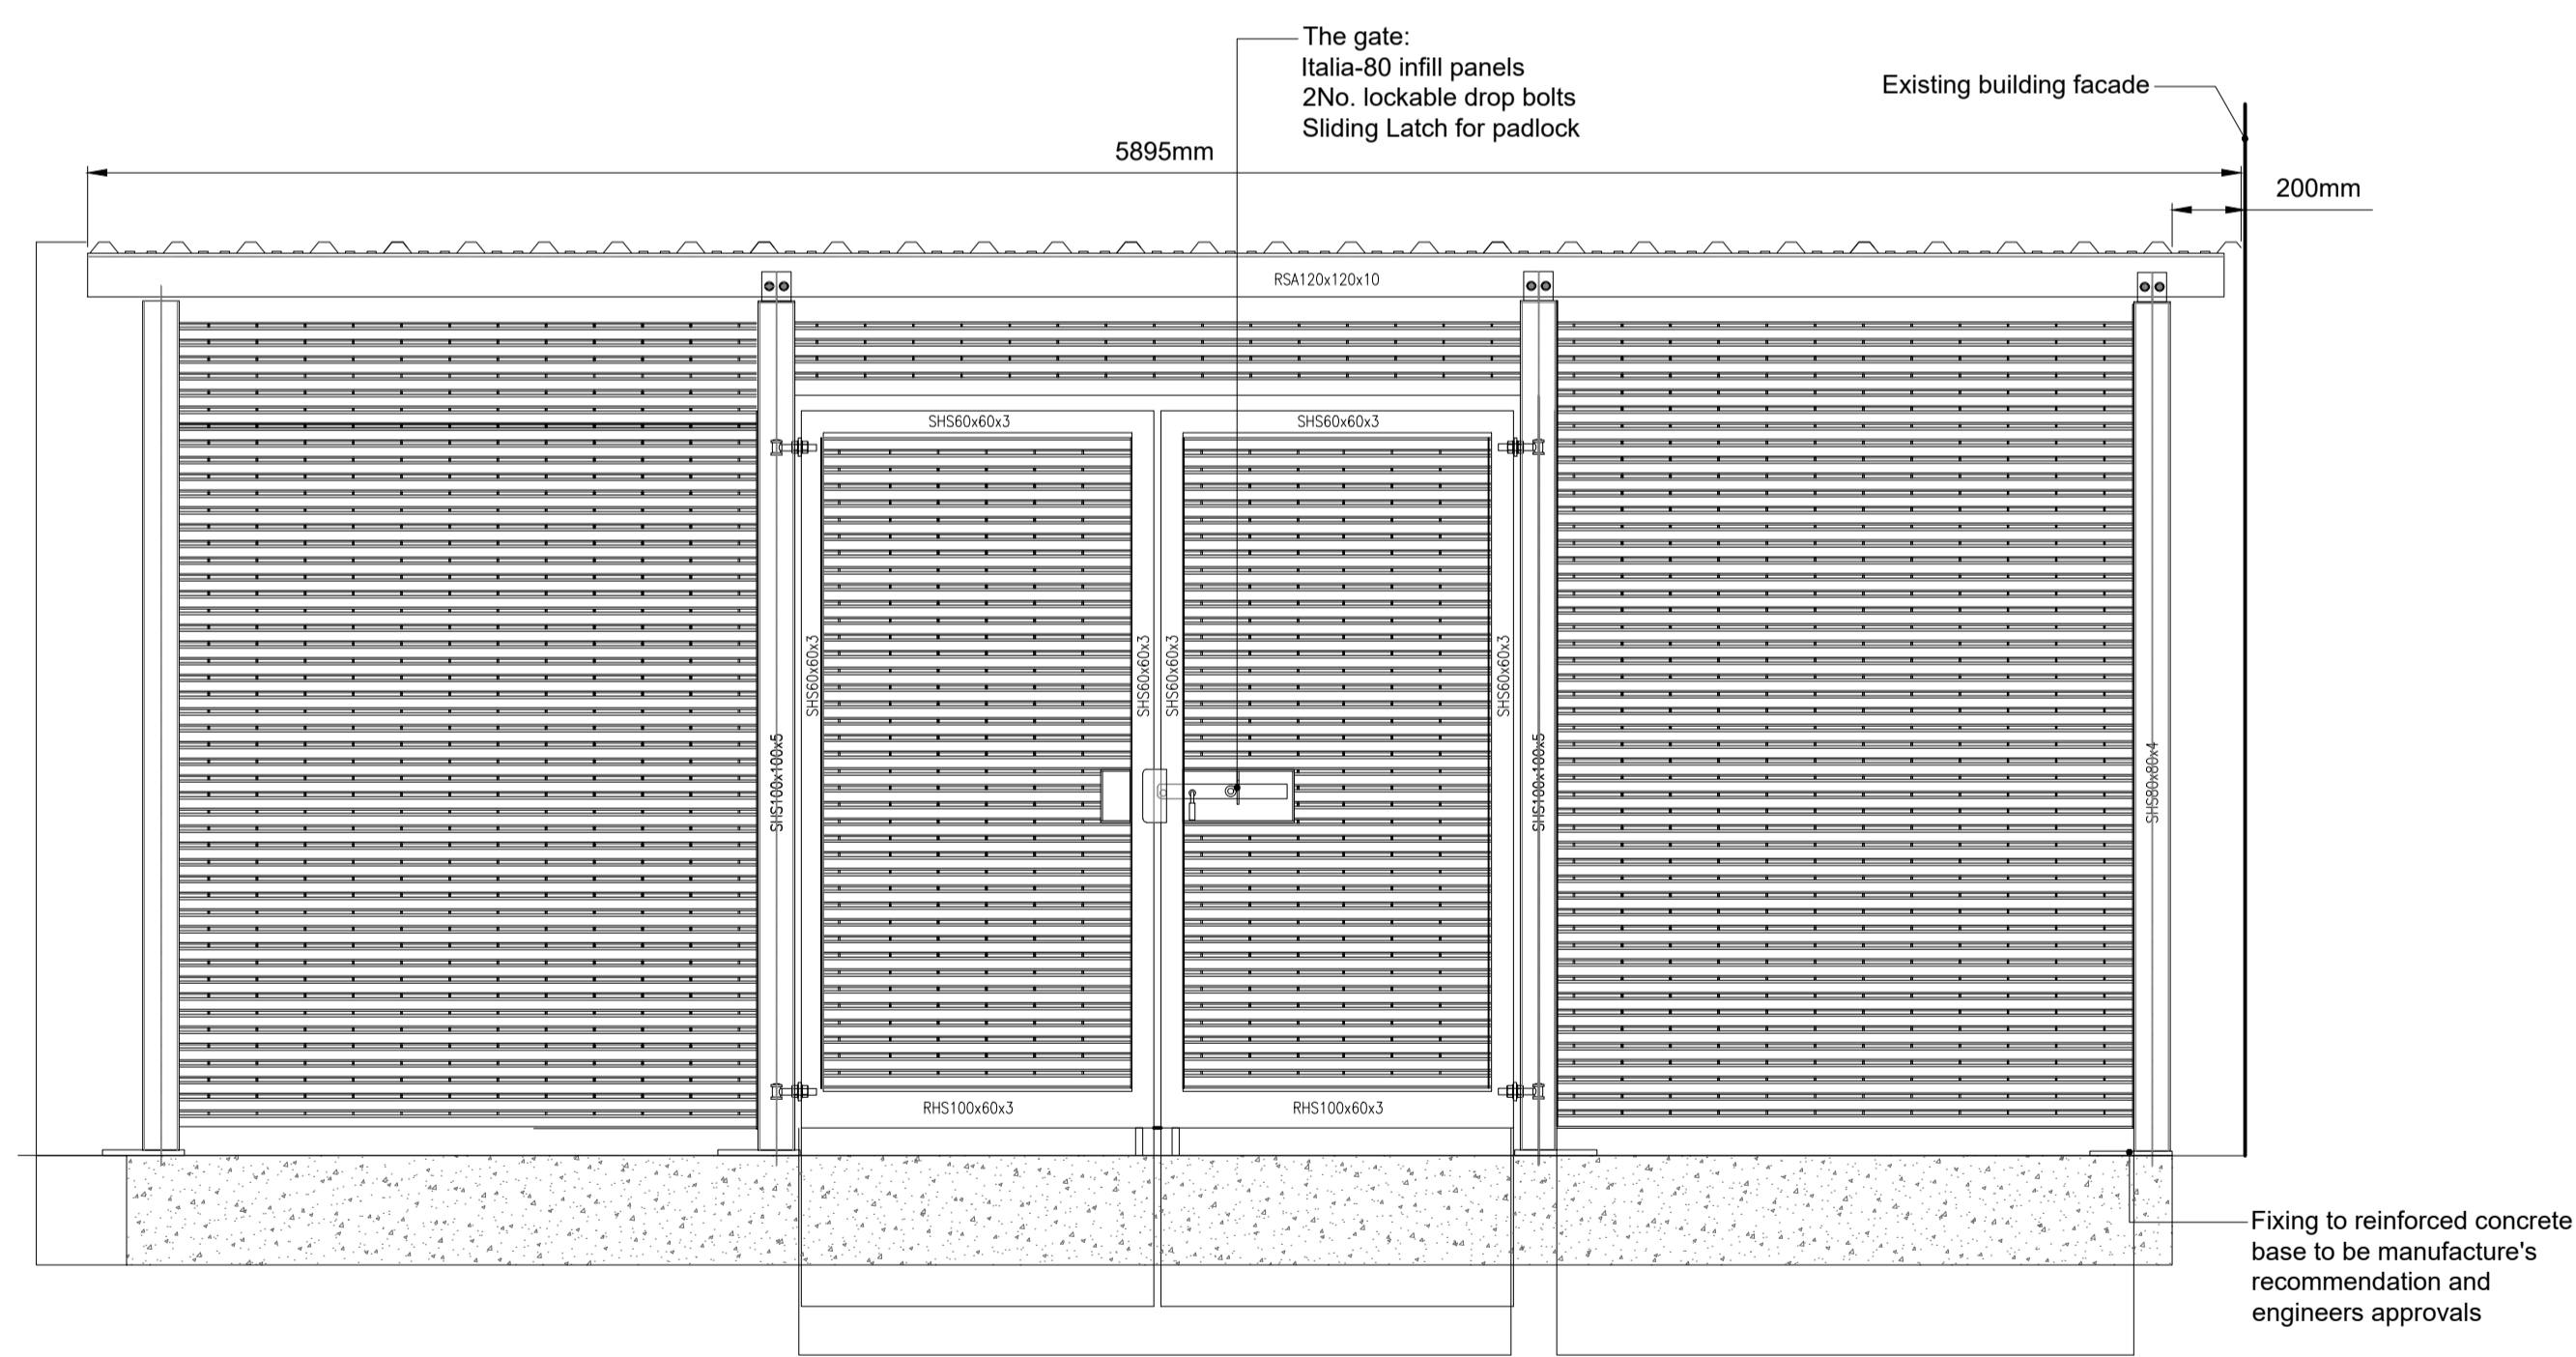 The gate:
Italia-80 infill panels
2No. lockable drop bolts
Sliding Latch for padlock
Existing building facade
5895mm
200mm
RSA120x120x10
SHS60x60x3
SHS60x60x3
SHS60x60x3
SHS60x60x3
SHS60x60x3
SHS60x60x3
SHS100x100x5
SHS100x100x5
SHS80x80x4
RHS100x60x3
RHS100x60x3
Fixing to reinforced concrete
base to be manufacture's
recommendation and
engineers approvals